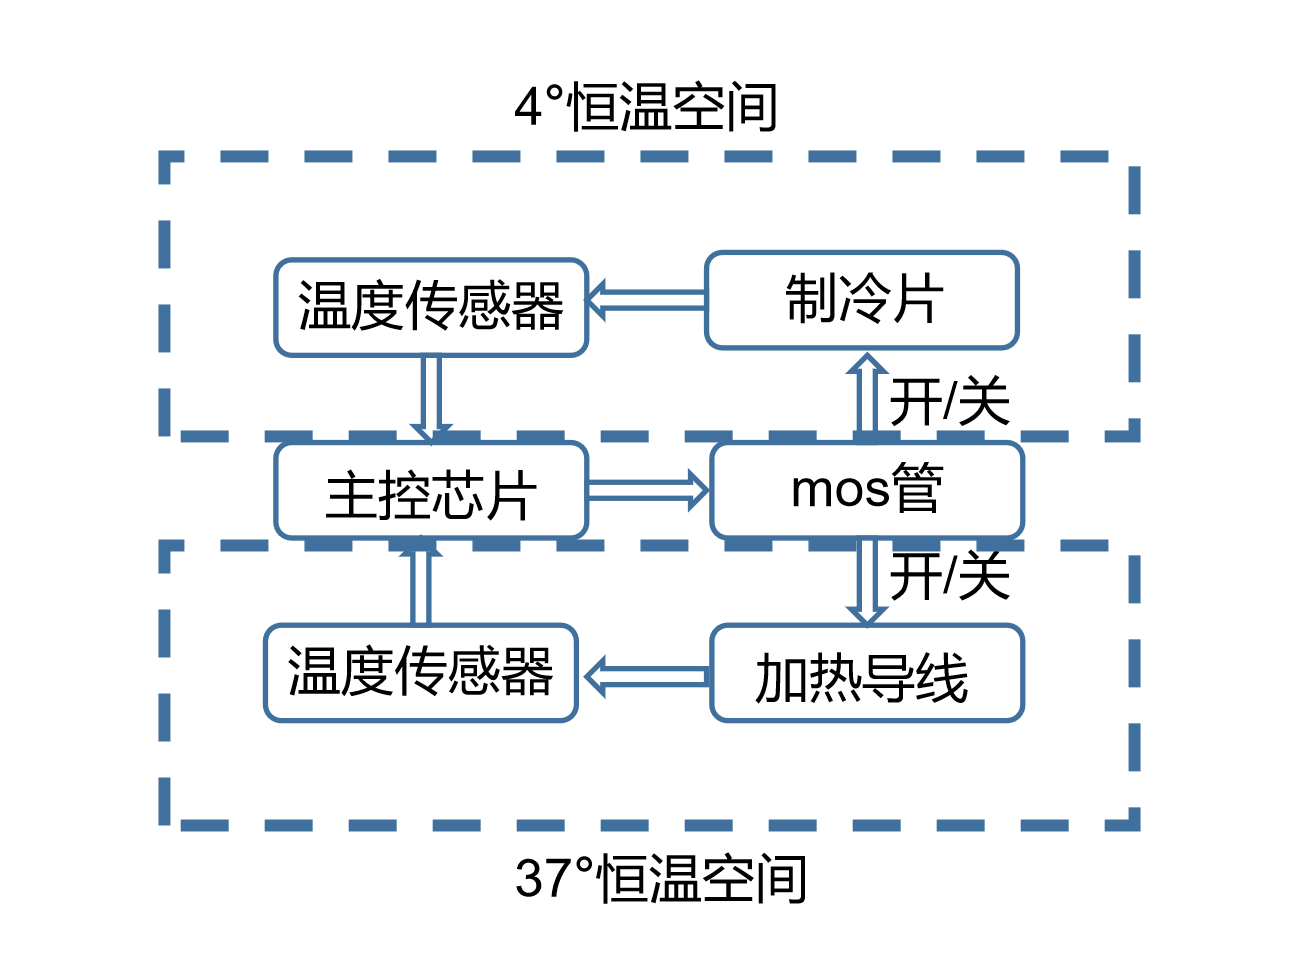 4°恒温空间
温度传感器
制冷片
开/关
主控芯片
mos管
开/关
温度传感器
加热导线
37°恒温空间